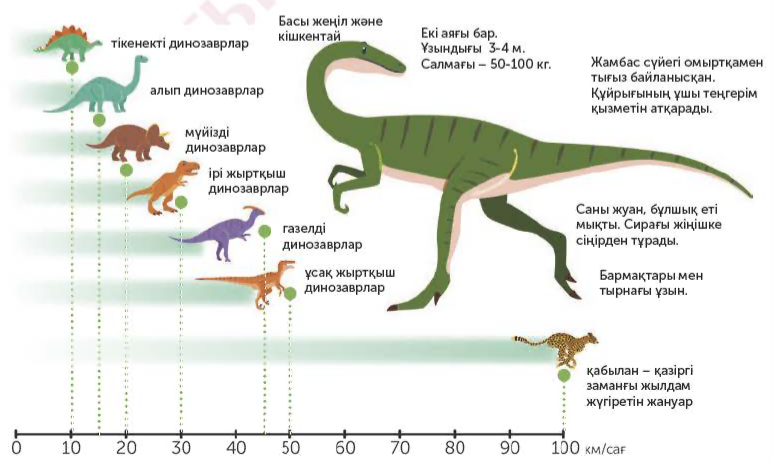 тікенекті динозаврлар
алып динозаврлар
мүйізді
динозаврлар
ірі жыртқыш
динозаврлар
газелді
динозаврлар
ұсақ жыртқыш
динозаврлар
Басы жеңіл және
кішкентай
Екі аяғы бар.
Ұзындығы 3-4 м.
Салмағы – 50-100 кг.
Жамбас сүйегі омыртқамен
тығыз байланысқан.
Құйрығының ұшы теңгерім
қызметін атқарады.
Саны жуан, бұлшық еті
мықты. Сирағы жіңішке
сіңірден тұрады.
Бармақтары мен
тырнағы ұзын.
қабылан – қазіргі
заманғы жылдам
жүгіретін жануар
0 10 20 30 40 50 60 70 80 90 100 км/сағ